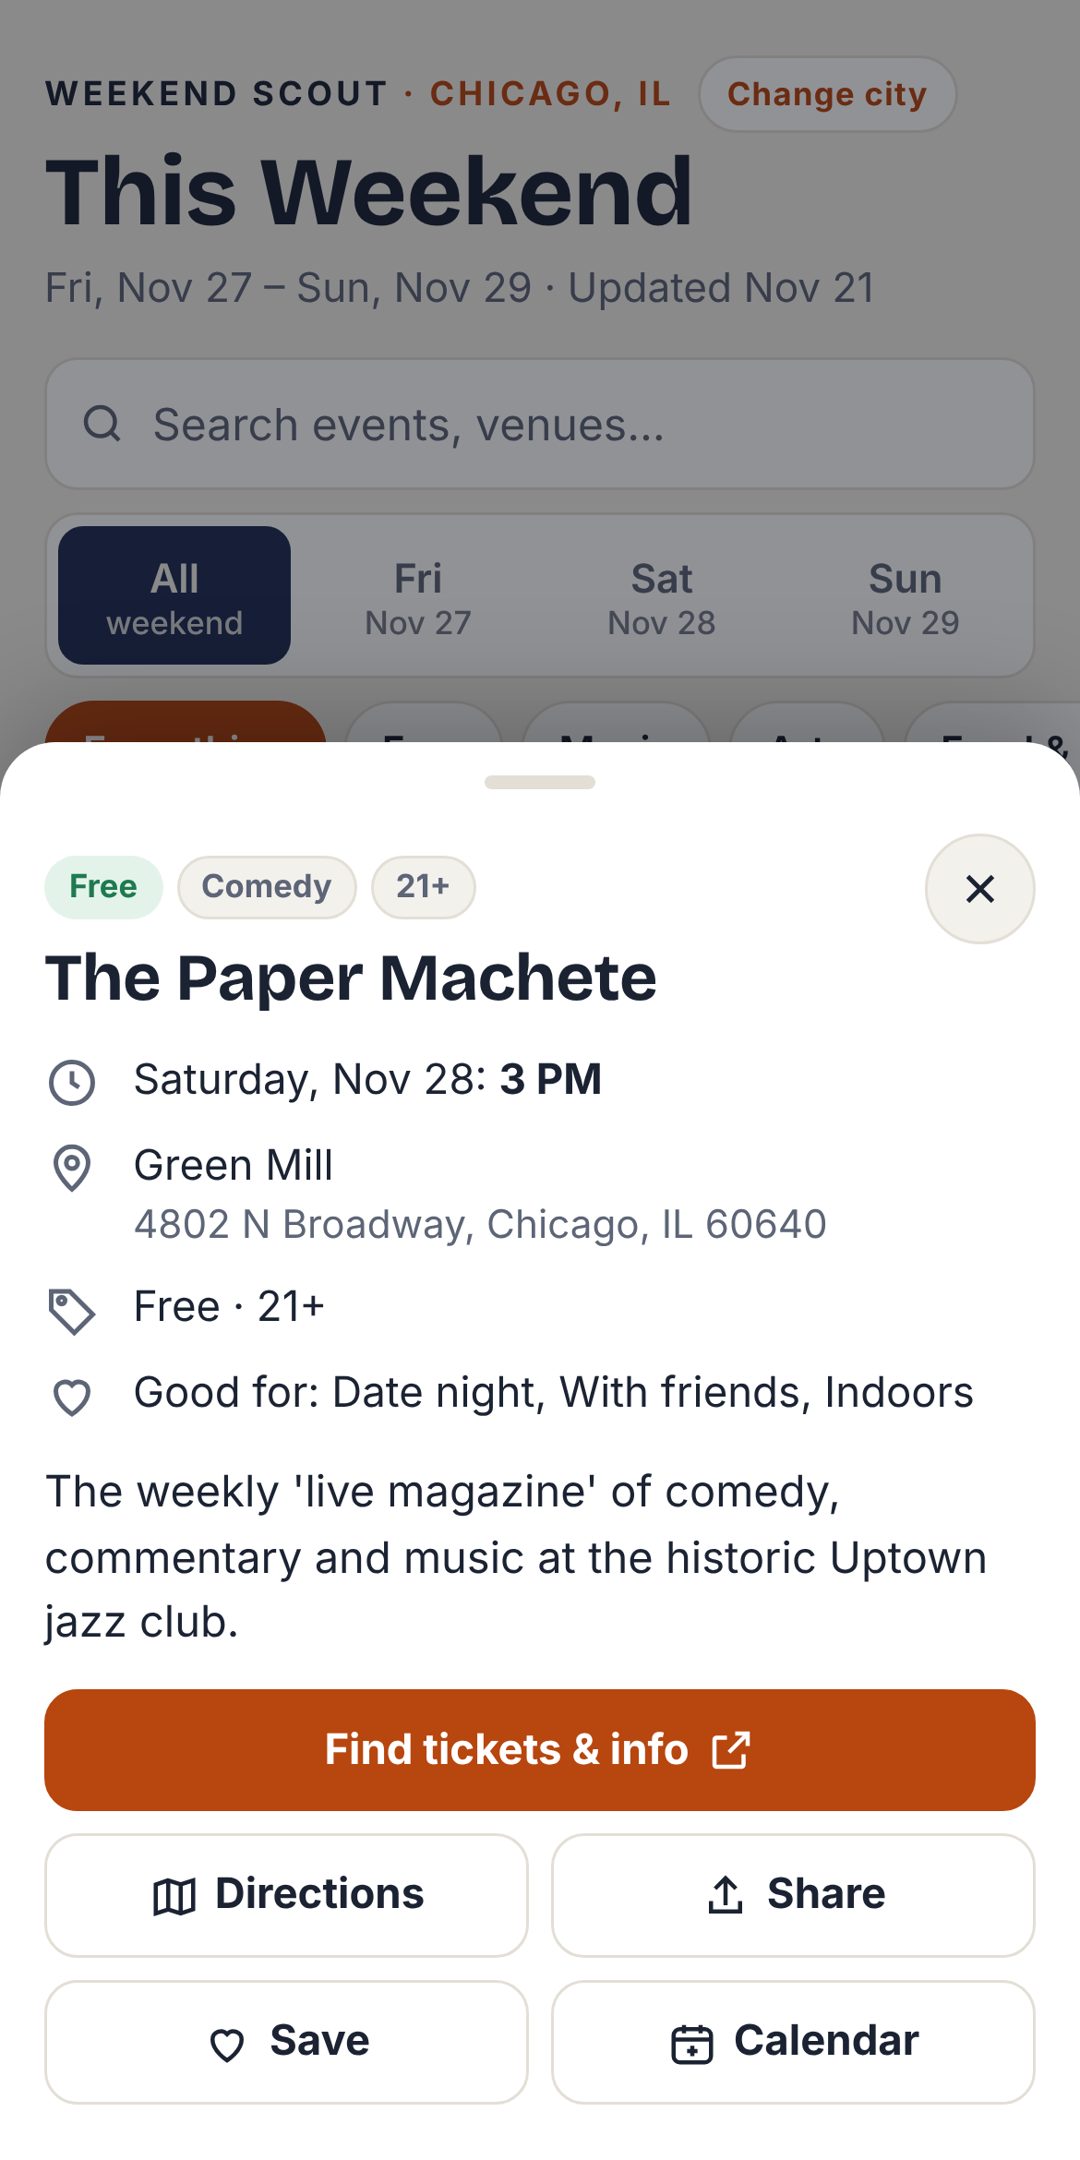 WEEKEND SCOUT · CHICAGO, IL Change city
This Weekend
Fri, Nov 27 – Sun, Nov 29 · Updated Nov 21
Search events, venues...
All Fri Sat Sun
weekend Nov 27 Nov 28 Nov 29
Free Comedy 21+
The Paper Machete
Saturday, Nov 28: 3 PM
Green Mill
4802 N Broadway, Chicago, IL 60640
Free · 21+
Good for: Date night, With friends, Indoors
The weekly 'live magazine' of comedy,
commentary and music at the historic Uptown
jazz club.
Find tickets & info
Directions Share
Save Calendar